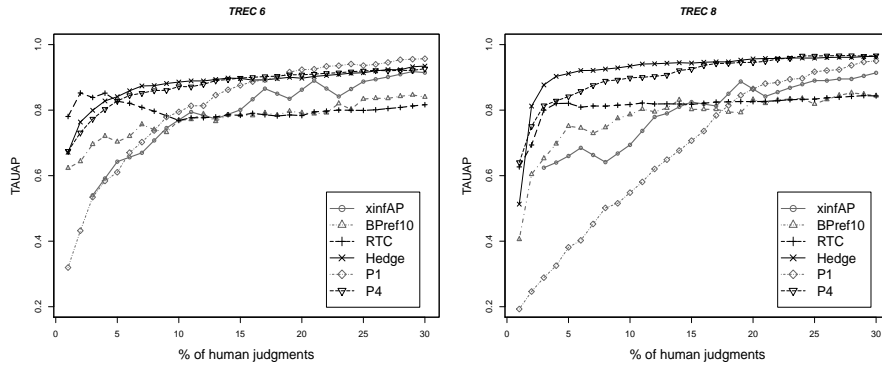 TREC 6
TAUAP
1.0
0.8
0.6
0.4
0.2
0
5
10
15
20
25
30
% of human judgments
xinfAP
BPref10
RTC
Hedge
P1
P4
TREC 8
TAUAP
1.0
0.8
0.6
0.4
0.2
0
5
10
15
20
25
30
% of human judgments
xinfAP
BPref10
RTC
Hedge
P1
P4